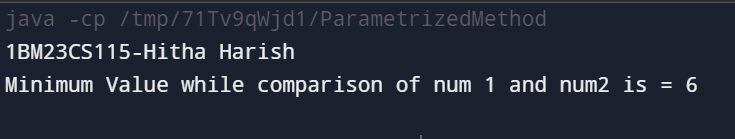 java -cp /tmp/71Tv9qWjd1/ParametrizedMethod
1BM23CS115-Hitha Harish
Minimum Value while comparison of num 1 and num2 is = 6